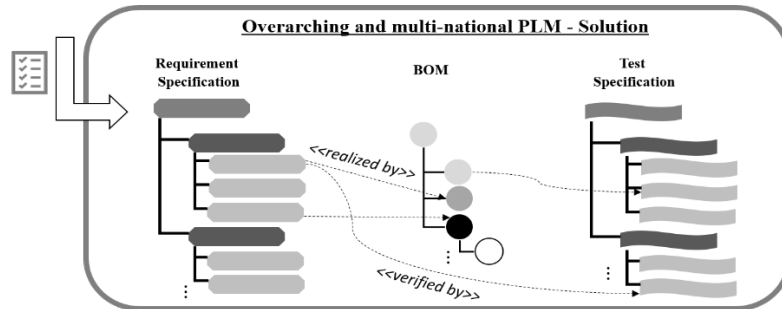 Overarching and multi-national PLM - Solution
Requirement
Specification
BOM
Test
Specification
<<realized by>>
<<verified by>>